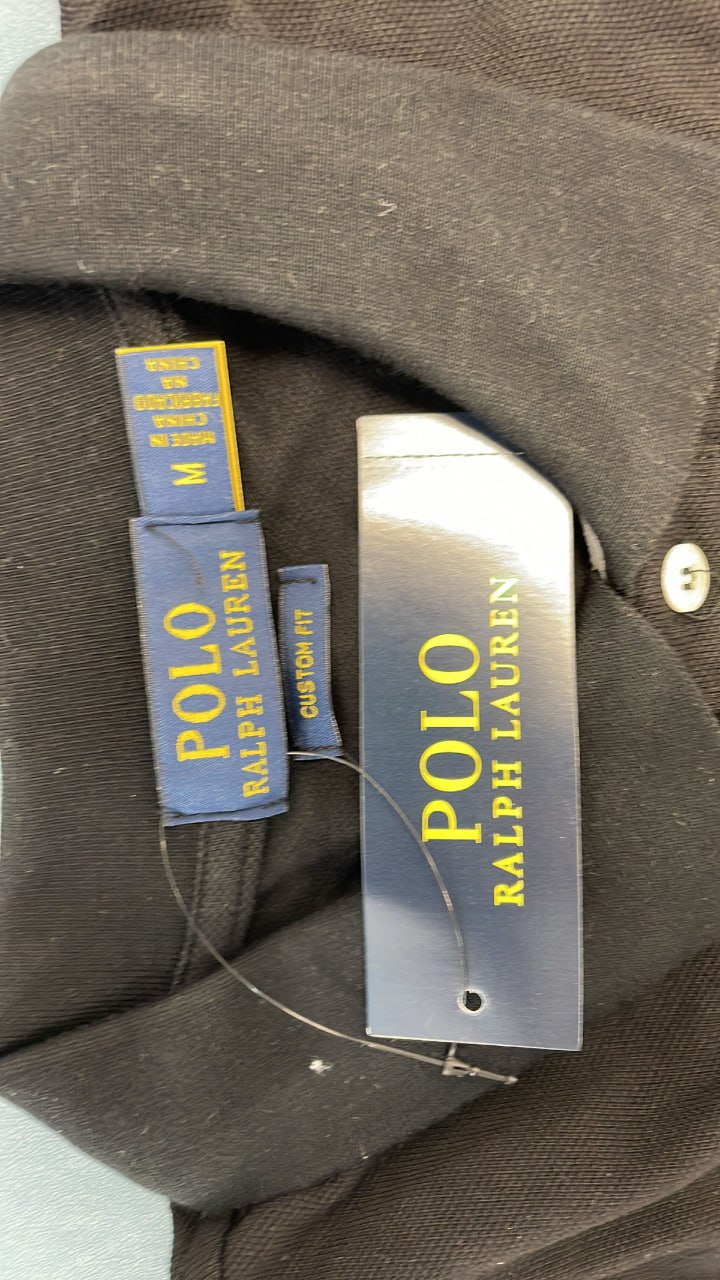 M
MADE IN
CHINA
FABRICADO
NA
CHINA
POLO
RALPH LAUREN
CUSTOM FIT
POLO
RALPH LAUREN